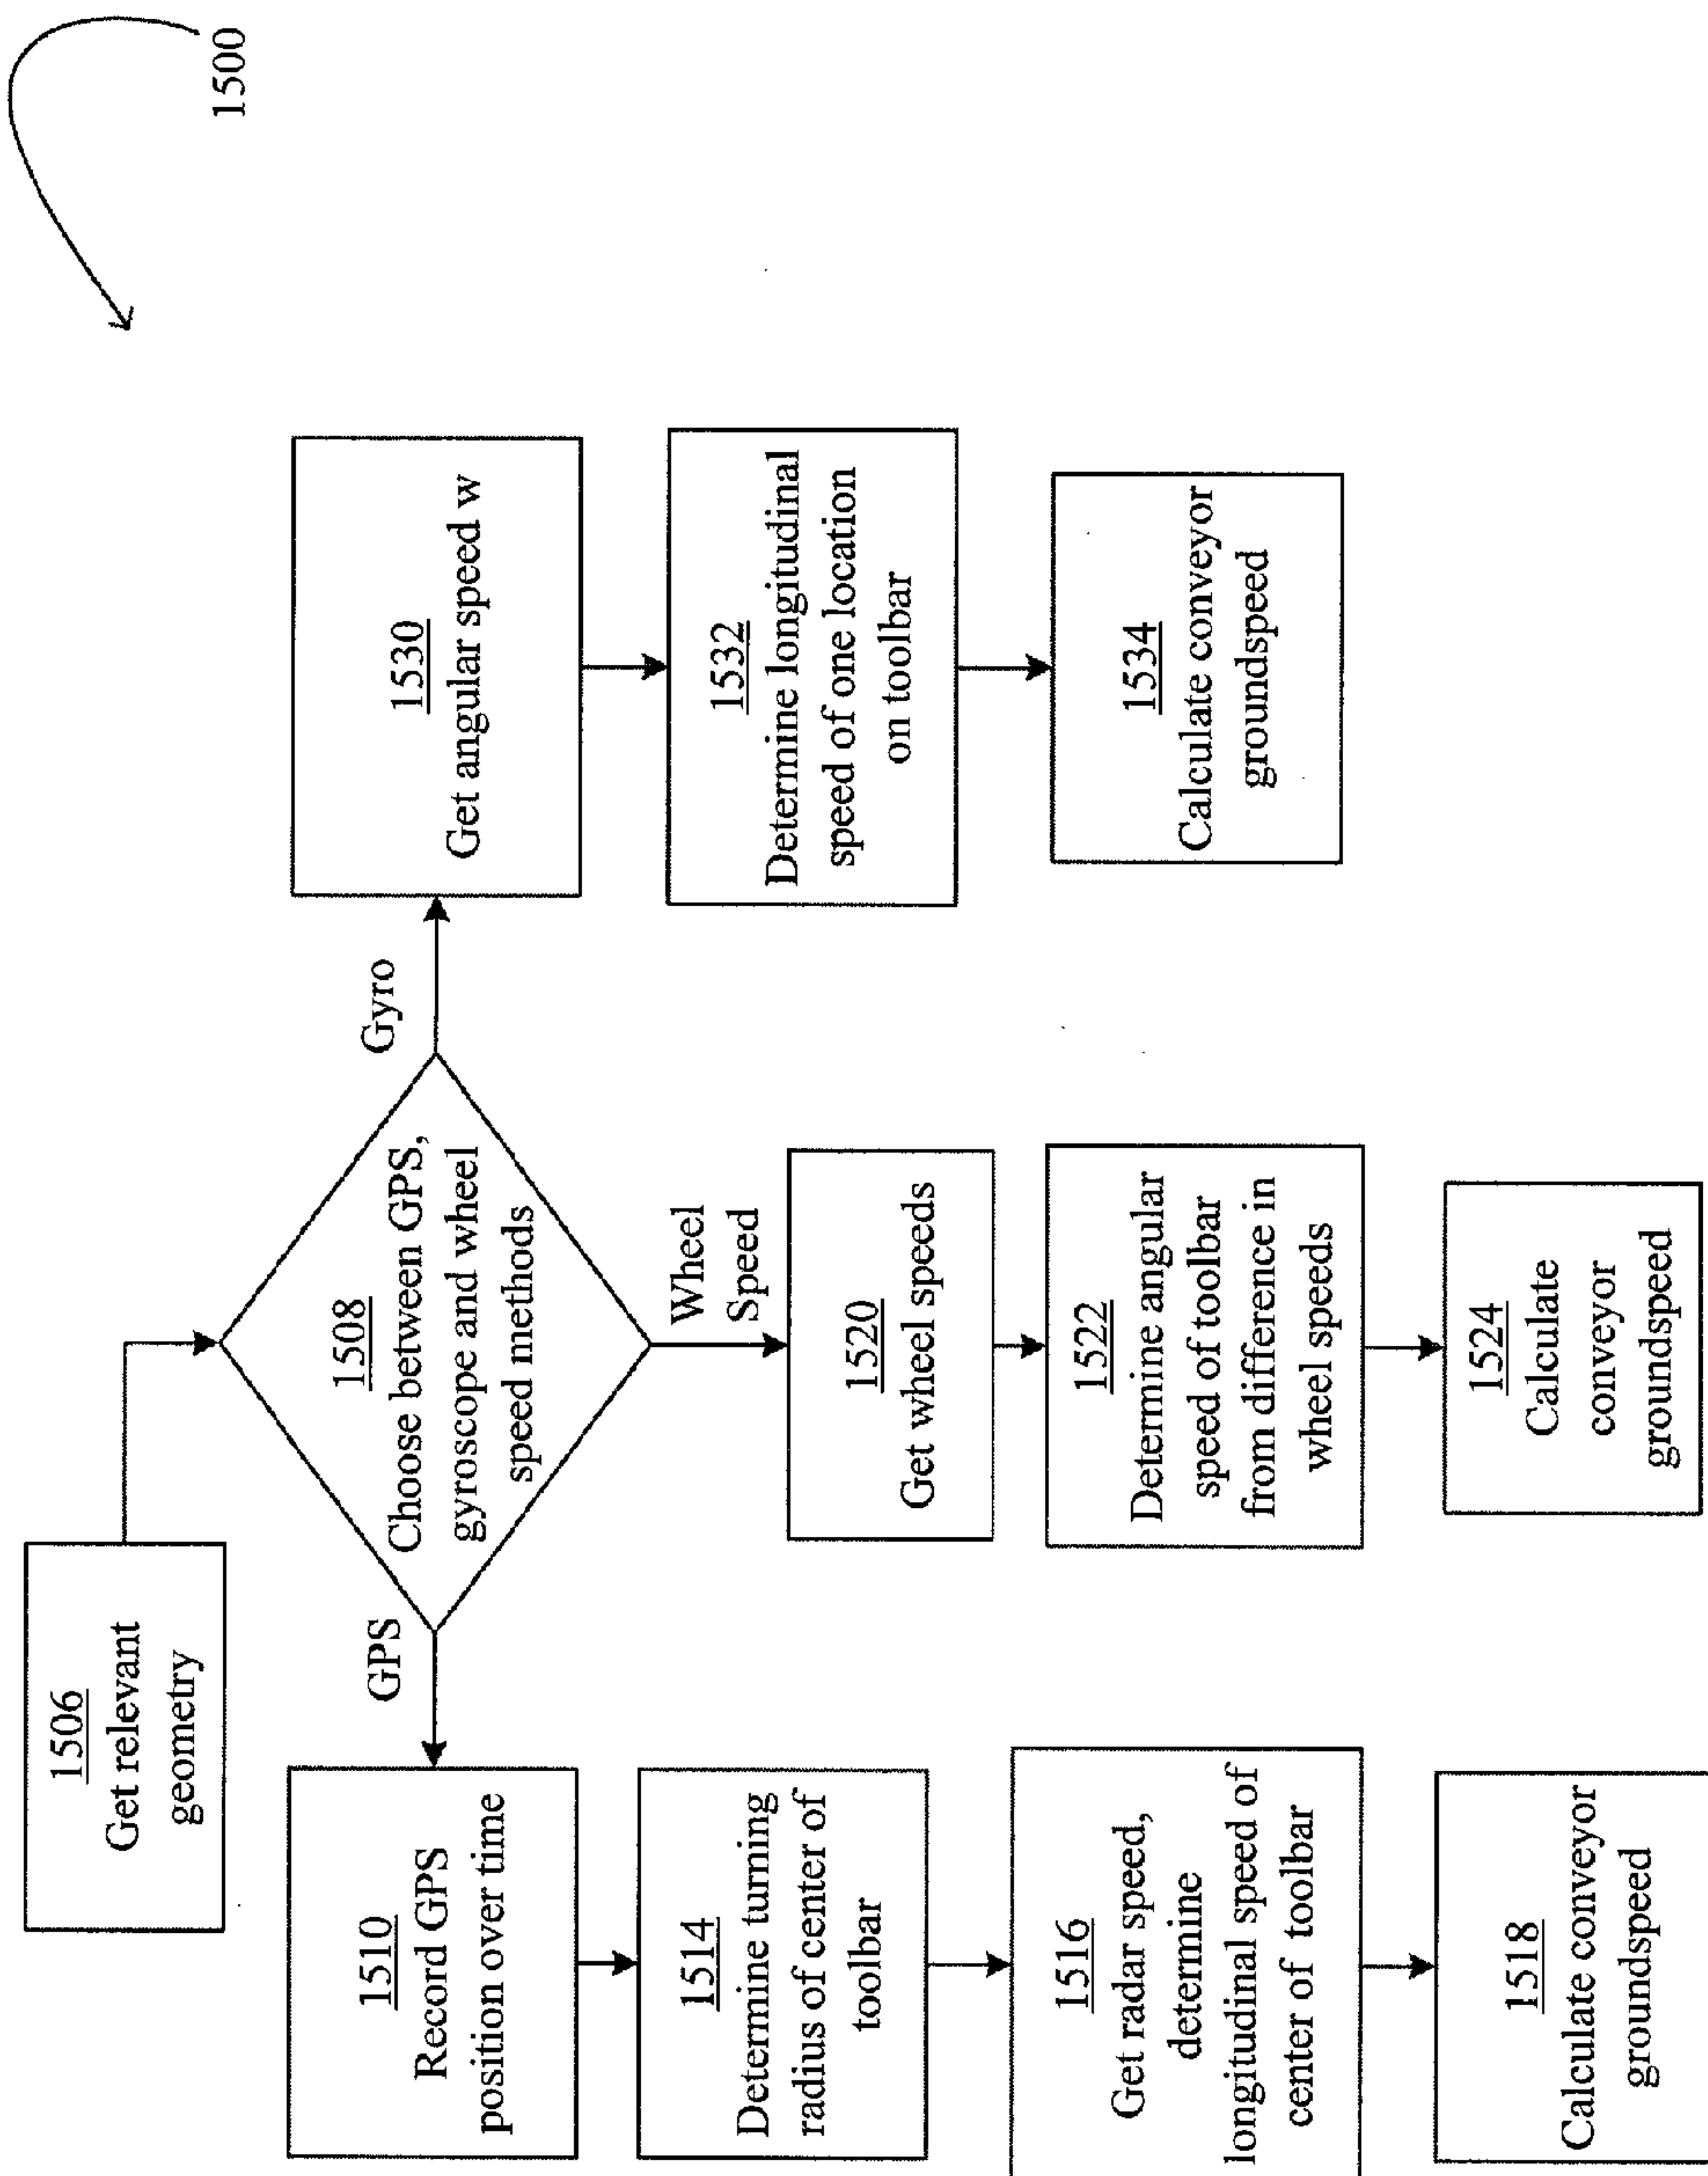 1500
1506
Get relevant
geometry
1508
Choose between GPS,
gyroscope and wheel
speed methods
GPS
Wheel
Speed
Gyro
1510
Record GPS
position over time
1514
Determine turning
radius of center of
toolbar
1516
Get radar speed,
determine
longitudinal speed of
center of toolbar
1518
Calculate conveyor
groundspeed
1520
Get wheel speeds
1522
Determine angular
speed of toolbar
from difference in
wheel speeds
1524
Calculate
conveyor
groundspeed
1530
Get angular speed w
1532
Determine longitudinal
speed of one location
on toolbar
1534
Calculate conveyor
groundspeed